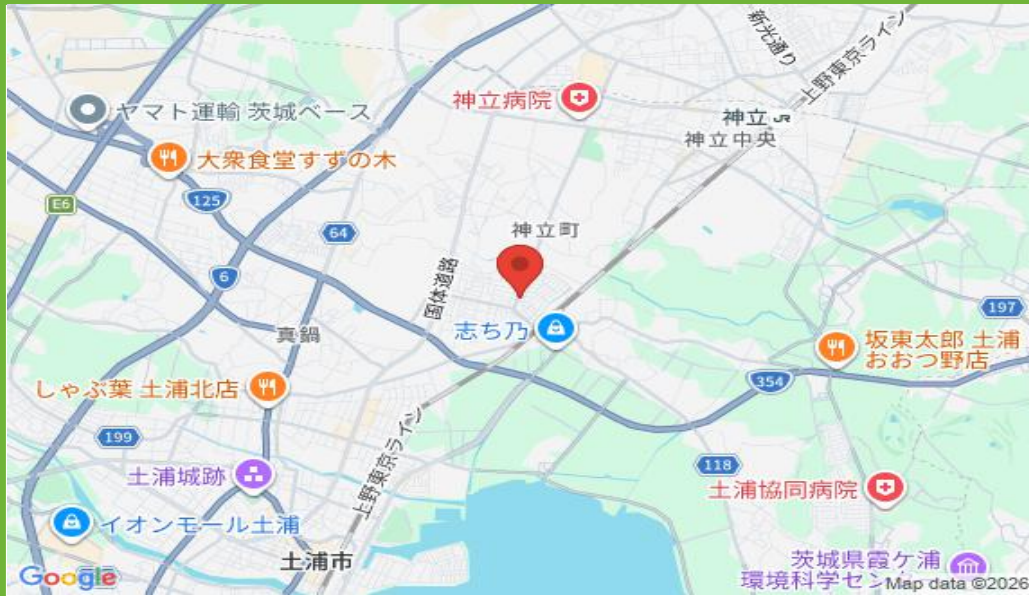 新光通り
上野東京ライン
神立病院
神立 JR
神立中央
ヤマト運輸 茨城ベース
大衆食堂すずの木
125
E6
64
神立町
6
国体道路
197
志ち乃
坂東太郎 土浦
おおつ野店
真鍋
354
しゃぶ葉 土浦北店
199
上野東京ライン
118
土浦城跡
土浦協同病院
イオンモール土浦
土浦市
茨城県霞ケ浦
環境科学セン
Google
Map data ©2026